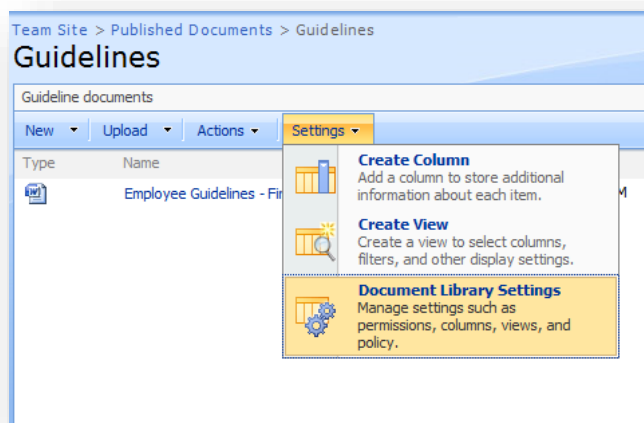 Team Site > Published Documents > Guidelines
Guidelines
Guideline documents
New Upload Actions Settings
Type Name
Employee Guidelines - Fi
M
Create Column
Add a column to store additional
information about each item.
Create View
Create a view to select columns,
filters, and other display settings.
Document Library Settings
Manage settings such as
permissions, columns, views, and
policy.